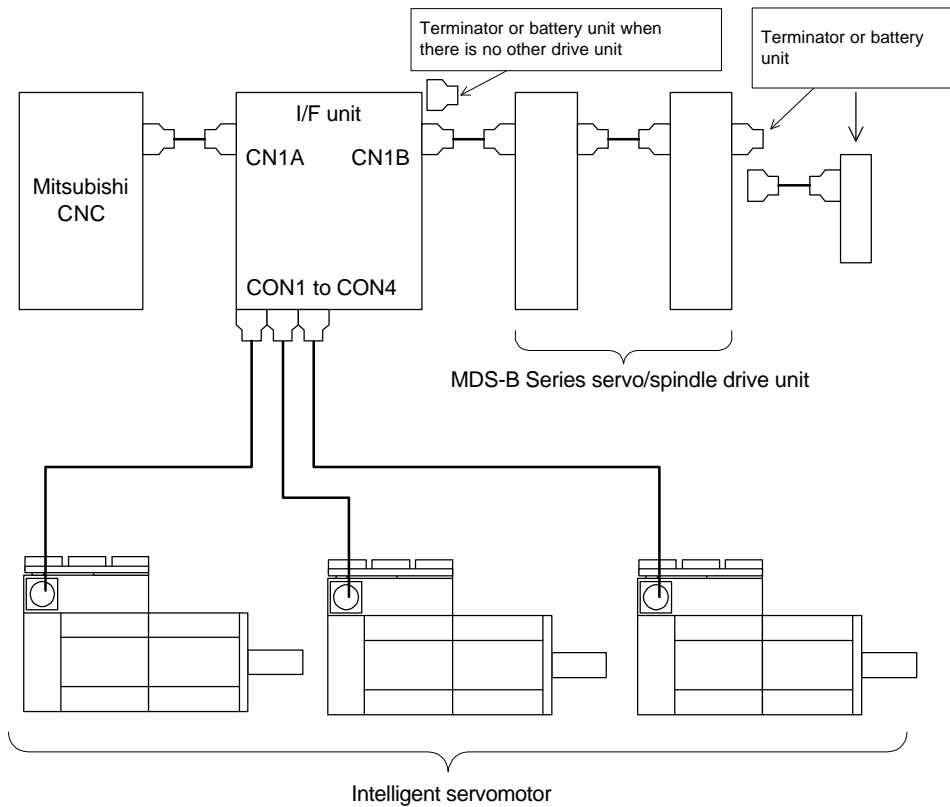 Terminator or battery unit when
there is no other drive unit
Terminator or battery
unit
I/F unit
CN1A
CN1B
Mitsubishi
CNC
CON1 to CON4
MDS-B Series servo/spindle drive unit
Intelligent servomotor